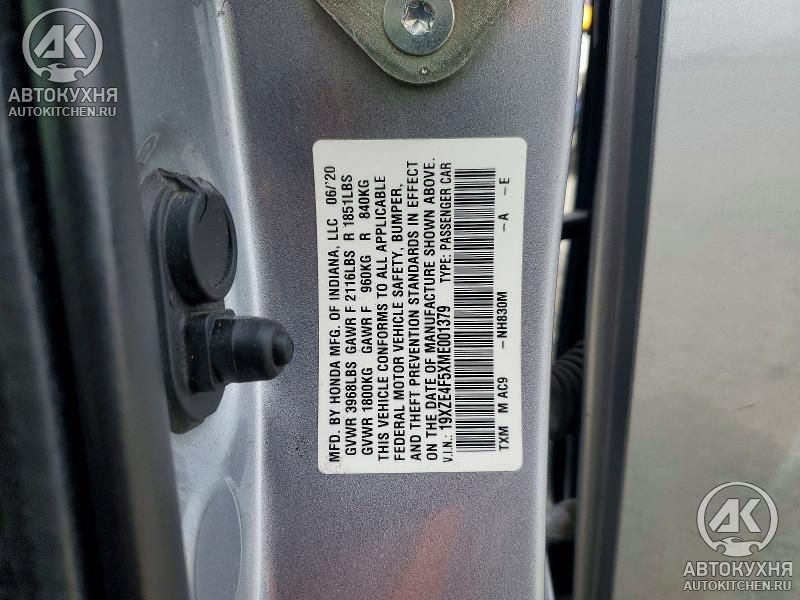 AK
АВТОКУХНЯ
AUTOKITCHEN.RU
MFD. BY HONDA MFG. OF INDIANA, LLC 06/'20
GVWR 3968LBS GAWR F 2116LBS R 1851LBS
GVWR 1800KG GAWR F 960KG R 840KG
THIS VEHICLE CONFORMS TO ALL APPLICABLE
FEDERAL MOTOR VEHICLE SAFETY, BUMPER,
AND THEFT PREVENTION STANDARDS IN EFFECT
ON THE DATE OF MANUFACTURE SHOWN ABOVE.
V.I.N.: 19XZE4F5XME001379 TYPE: PASSENGER CAR
TXM M AC9 -NH830M -A -E
AK
АВТОКУХНЯ
AUTOKITCHEN.RU